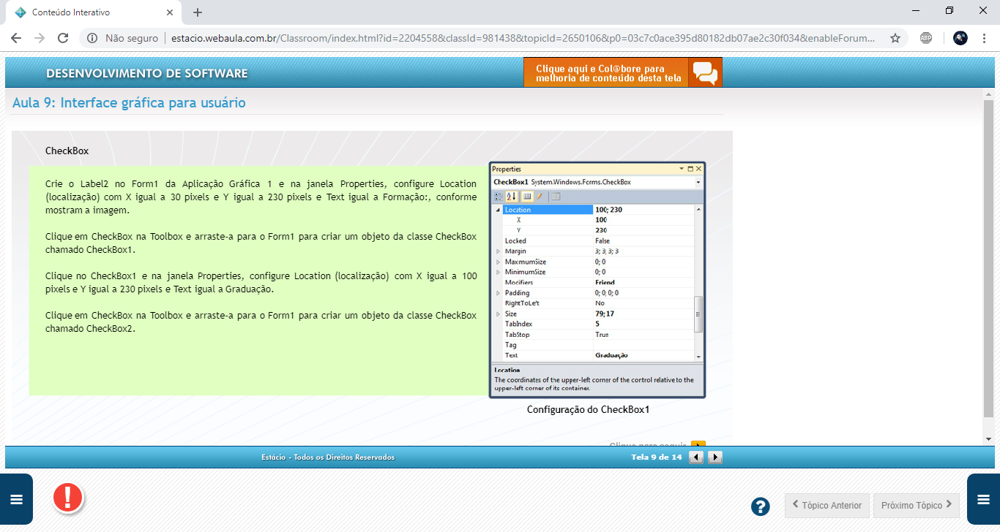 Conteúdo Interativo
Não seguro
estacio.webaula.com.br/Classroom/index.html?id=2204558&classId=981438&topicId=2650106&p0=03c7c0ace395d80182db07ae2c30f034&enableForum...
ABP
DESENVOLVIMENTO DE SOFTWARE
Clique aqui e Col@bore para
melhoria de conteúdo desta tela
Aula 9: Interface gráfica para usuário
CheckBox
Crie o Label2 no Form1 da Aplicação Gráfica 1 e na janela Properties, configure Location
(localização) com X igual a 30 pixels e Y igual a 230 pixels e Text igual a Formação:, conforme
mostram a imagem.
Clique em CheckBox na Toolbox e arraste-a para o Form1 para criar um objeto da classe CheckBox
chamado CheckBox1.
Clique no CheckBox1 e na janela Properties, configure Location (localização) com X igual a 100
pixels e Y igual a 230 pixels e Text igual a Graduação.
Clique em CheckBox na Toolbox e arraste-a para o Form1 para criar um objeto da classe CheckBox
chamado CheckBox2.
Properties
CheckBox1 System.Windows.Forms.CheckBox
Location 100; 230
X 100
Y 230
Locked False
Margin 3; 3; 3; 3
MaximumSize 0; 0
MinimumSize 0; 0
Modifiers Friend
Padding 0; 0; 0; 0
RightToLeft No
Size 79; 17
TabIndex 5
TabStop True
Tag
Text Graduação
Location
The coordinates of the upper-left corner of the control relative to the
upper-left corner of its container.
Configuração do CheckBox1
Clique para seguir
Estácio - Todos os Direitos Reservados
Tela 9 de 14
Tópico Anterior
Próximo Tópico